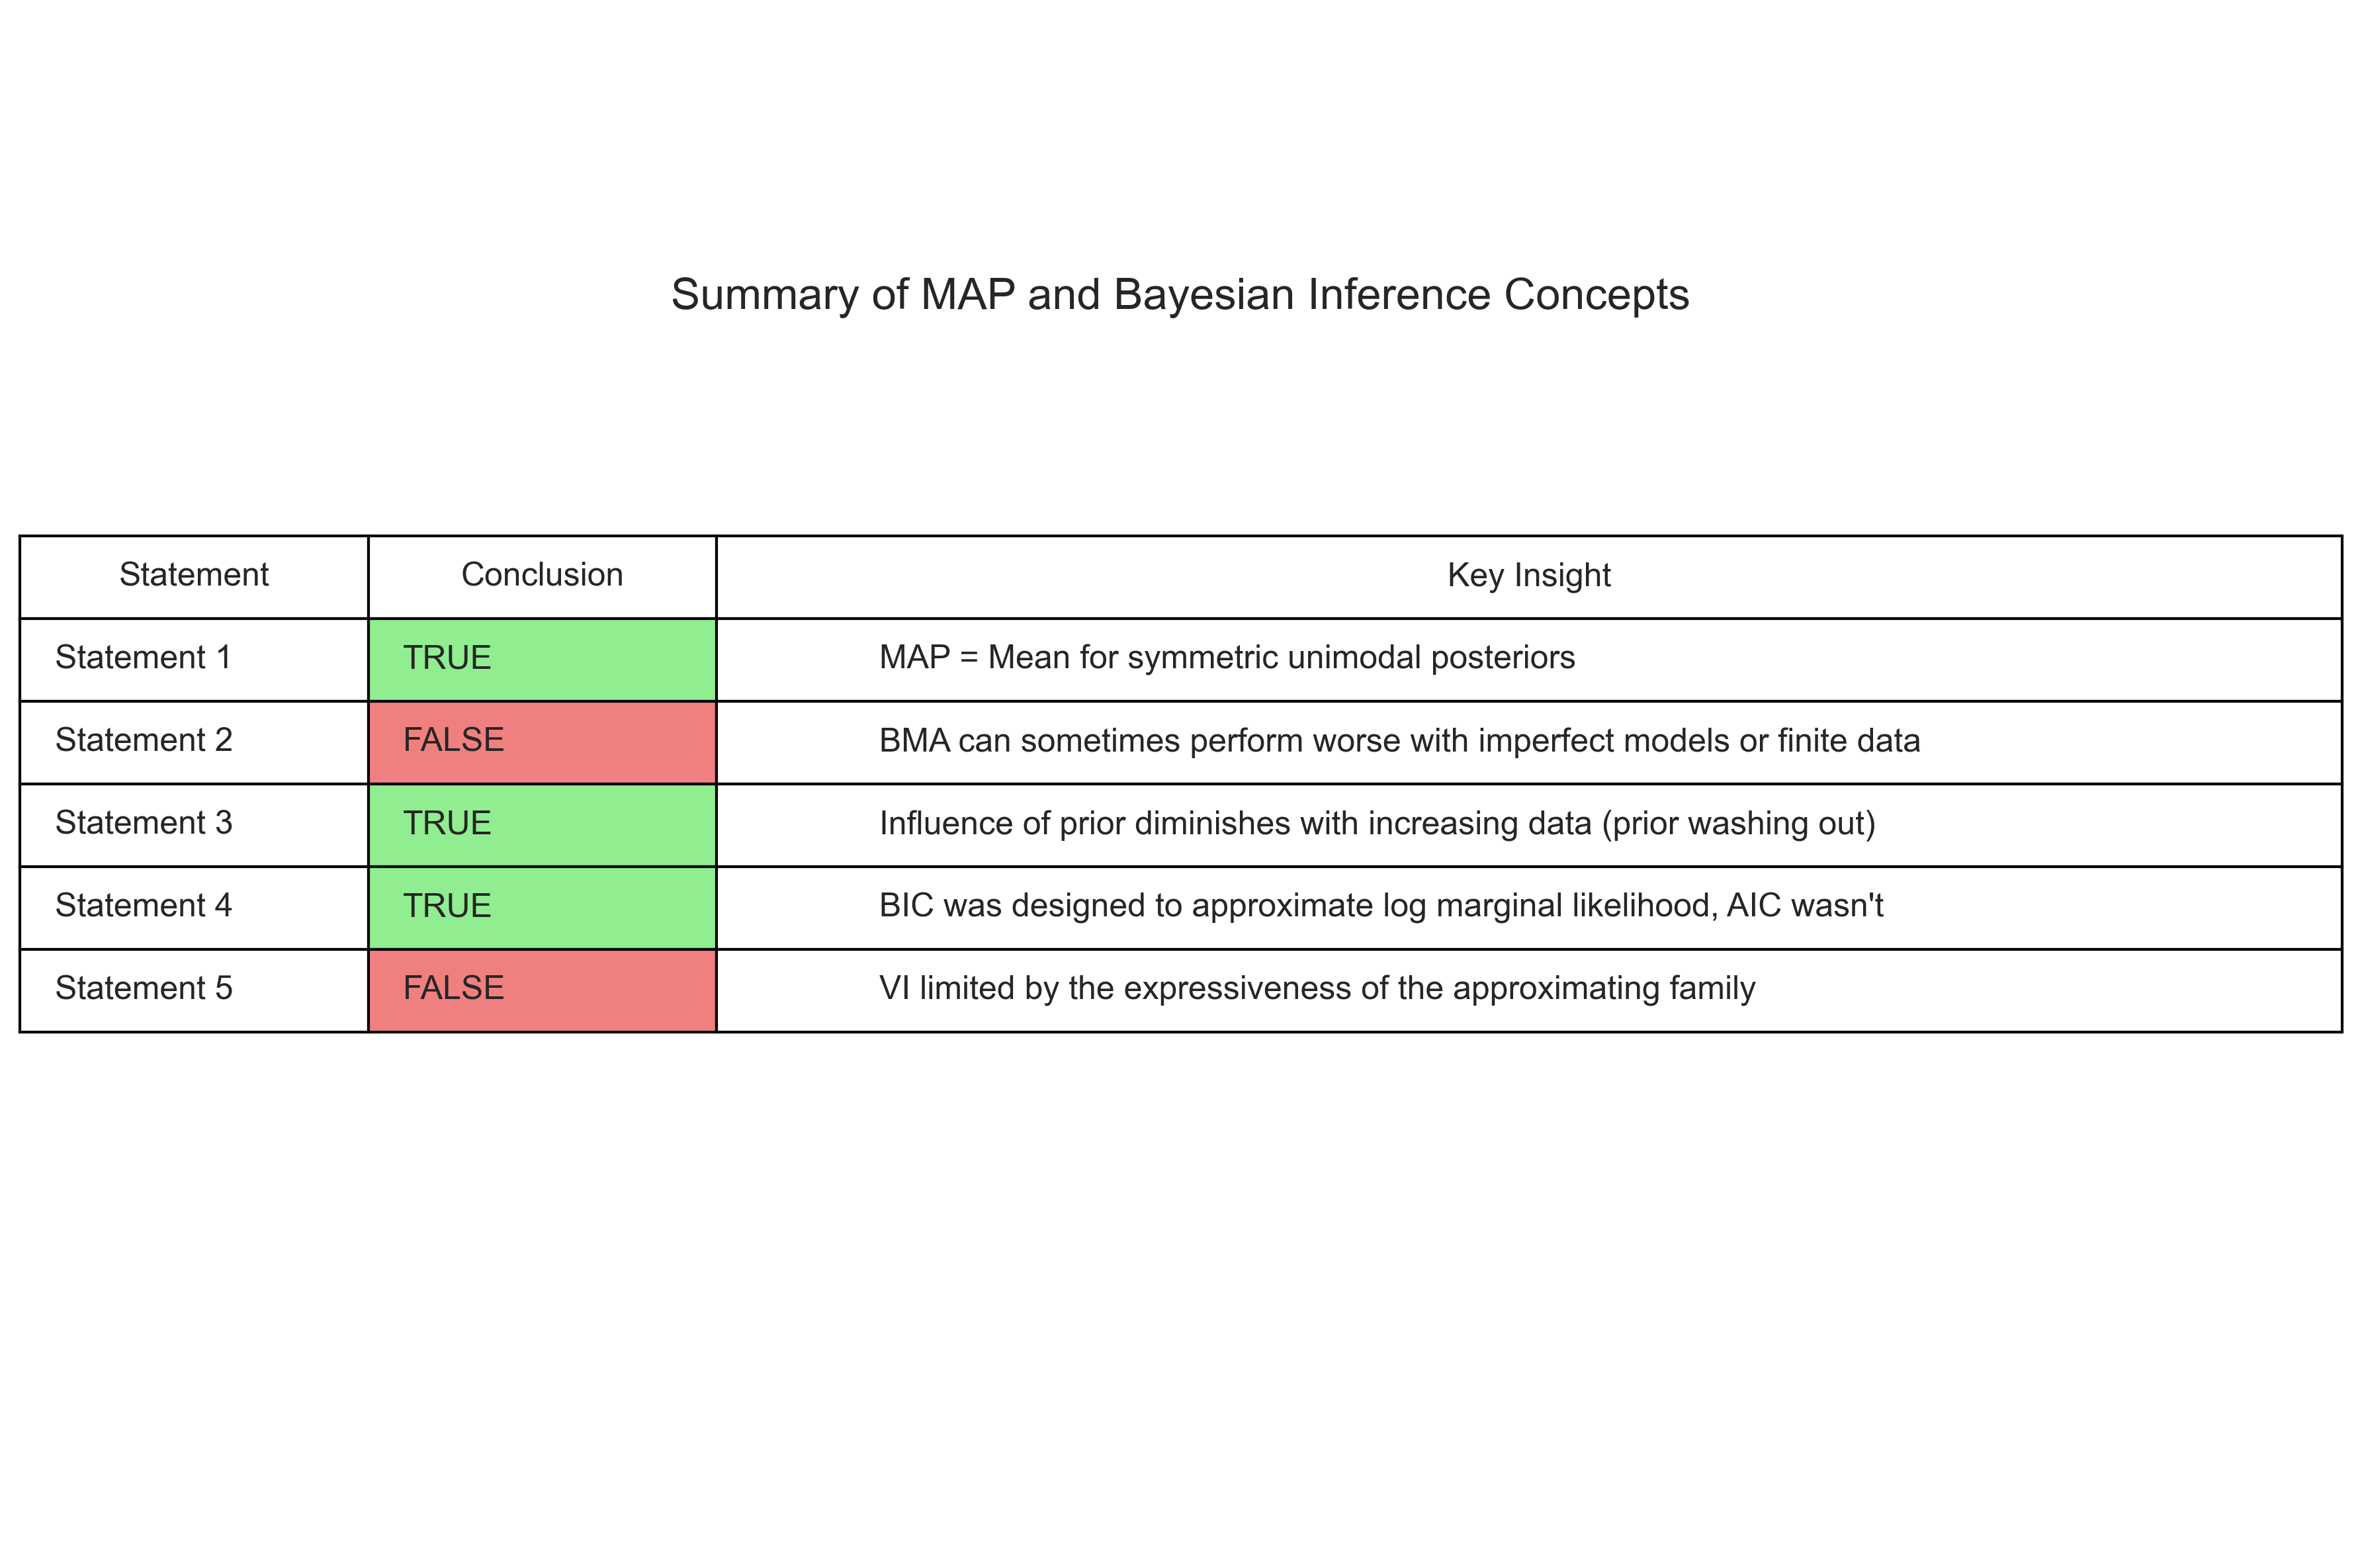 Summary of MAP and Bayesian Inference Concepts
Statement Conclusion Key Insight
Statement 1 TRUE MAP = Mean for symmetric unimodal posteriors
Statement 2 FALSE BMA can sometimes perform worse with imperfect models or finite data
Statement 3 TRUE Influence of prior diminishes with increasing data (prior washing out)
Statement 4 TRUE BIC was designed to approximate log marginal likelihood, AIC wasn't
Statement 5 FALSE VI limited by the expressiveness of the approximating family